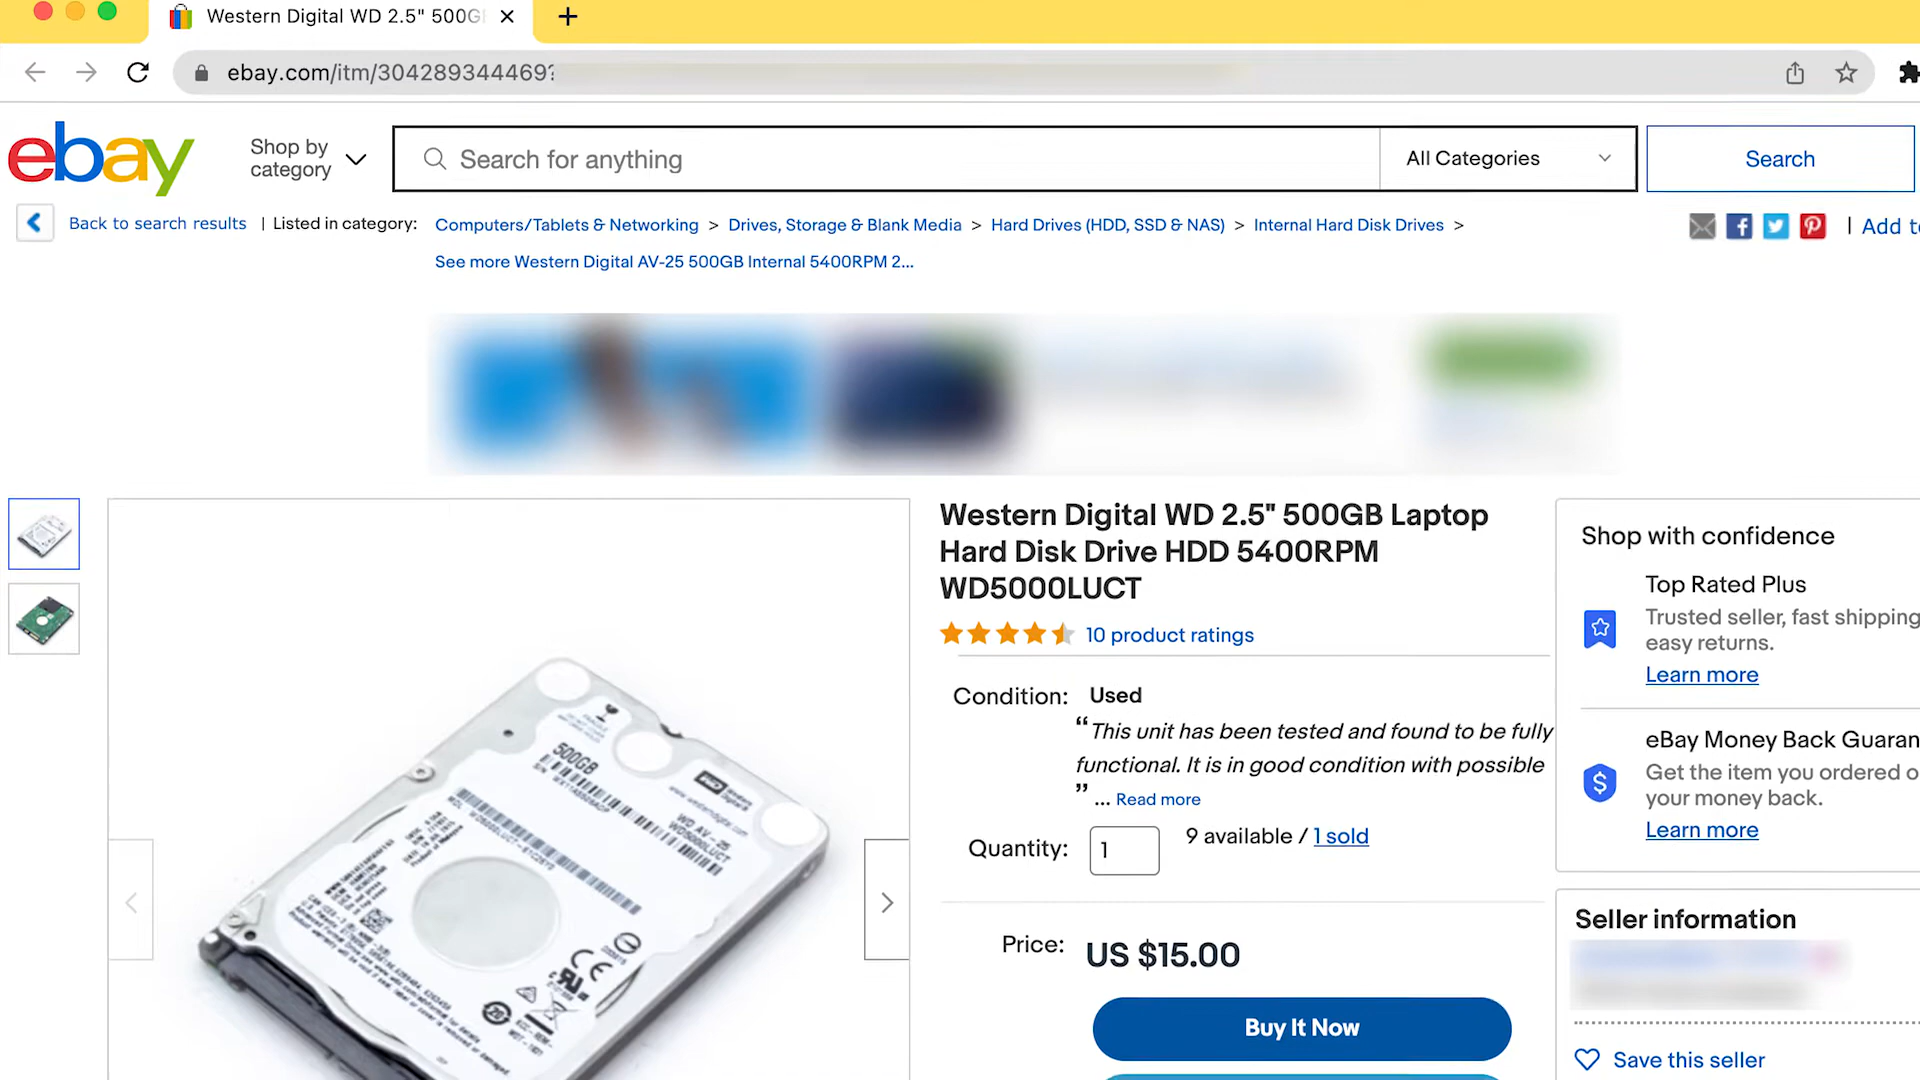 Western Digital WD 2.5" 500G
ebay.com/itm/304289344469?
ebay
Shop by
category
Search for anything
All Categories
Search
Back to search results | Listed in category: Computers/Tablets & Networking > Drives, Storage & Blank Media > Hard Drives (HDD, SSD & NAS) > Internal Hard Disk Drives >
| Add to
See more Western Digital AV-25 500GB Internal 5400RPM 2...
Western Digital WD 2.5" 500GB Laptop
Hard Disk Drive HDD 5400RPM
WD5000LUCT
10 product ratings
Condition: Used
“This unit has been tested and found to be fully
functional. It is in good condition with possible
” ... Read more
Quantity: 1
9 available / 1 sold
Price: US $15.00
Buy It Now
Shop with confidence
Top Rated Plus
Trusted seller, fast shipping
easy returns.
Learn more
eBay Money Back Guaran
Get the item you ordered o
your money back.
Learn more
Seller information
Save this seller
500GB
WD AV-25
WD5000LUCT